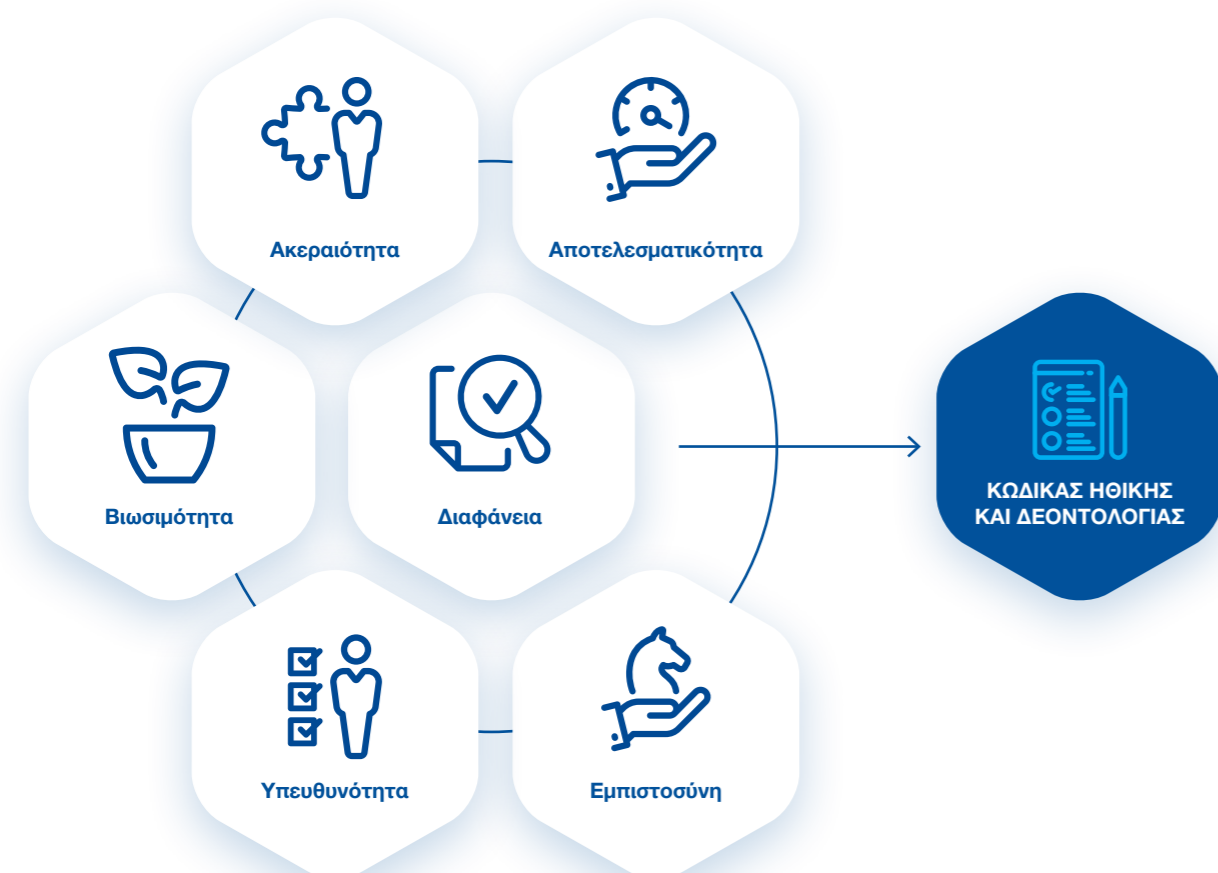 Ακεραιότητα
Αποτελεσματικότητα
Βιωσιμότητα
Διαφάνεια
ΚΩΔΙΚΑΣ ΗΘΙΚΗΣ
ΚΑΙ ΔΕΟΝΤΟΛΟΓΙΑΣ
Υπευθυνότητα
Εμπιστοσύνη